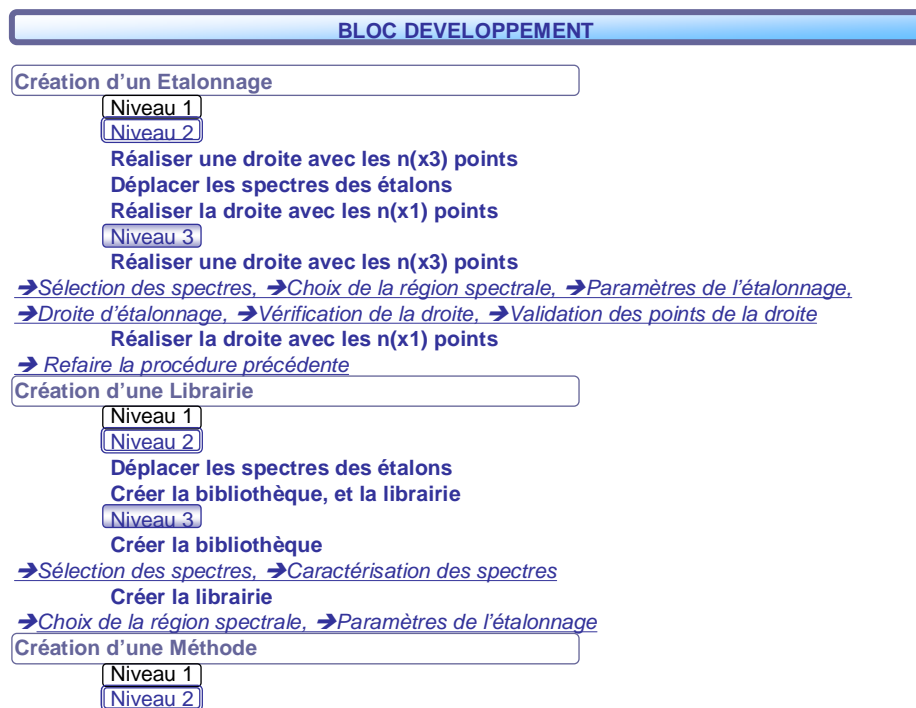 BLOC DEVELOPPEMENT
Création d'un Etalonnage
Niveau 1
Niveau 2
Réaliser une droite avec les n(x3) points
Déplacer les spectres des étalons
Réaliser la droite avec les n(x1) points
Niveau 3
Réaliser une droite avec les n(x3) points
➔Sélection des spectres, ➔Choix de la région spectrale, ➔Paramètres de l'étalonnage,
➔Droite d'étalonnage, ➔Vérification de la droite, ➔Validation des points de la droite
Réaliser la droite avec les n(x1) points
➔ Refaire la procédure précédente
Création d'une Librairie
Niveau 1
Niveau 2
Déplacer les spectres des étalons
Créer la bibliothèque, et la librairie
Niveau 3
Créer la bibliothèque
➔Sélection des spectres, ➔Caractérisation des spectres
Créer la librairie
➔Choix de la région spectrale, ➔Paramètres de l'étalonnage
Création d'une Méthode
Niveau 1
Niveau 2